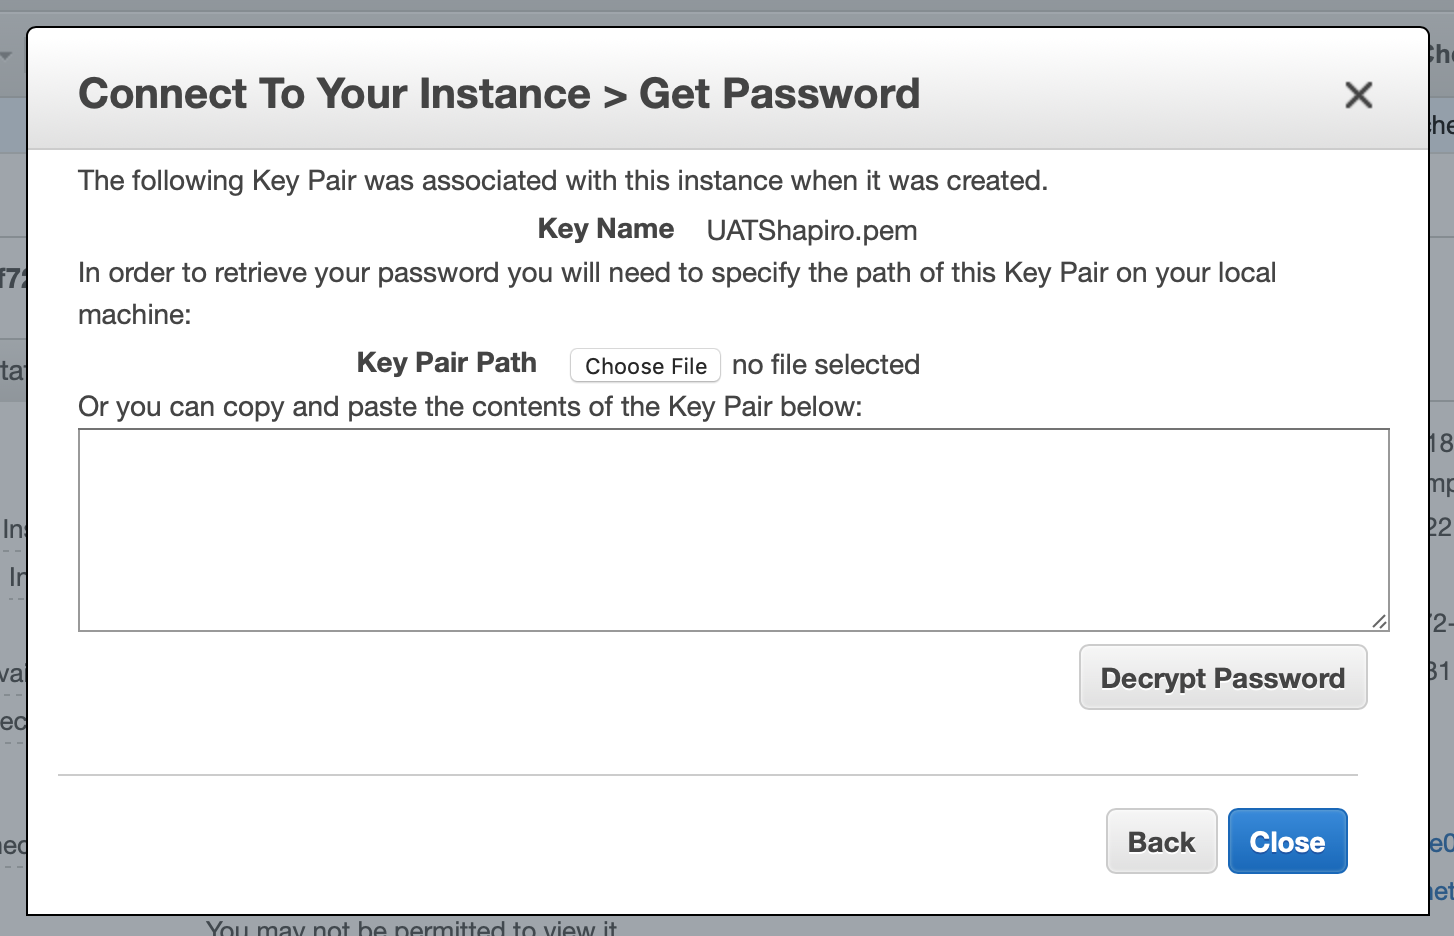 Connect To Your Instance > Get Password
The following Key Pair was associated with this instance when it was created.
Key Name UATShapiro.pem
In order to retrieve your password you will need to specify the path of this Key Pair on your local
machine:
Key Pair Path Choose File no file selected
Or you can copy and paste the contents of the Key Pair below:
Decrypt Password
Back Close
You may not be permitted to view it